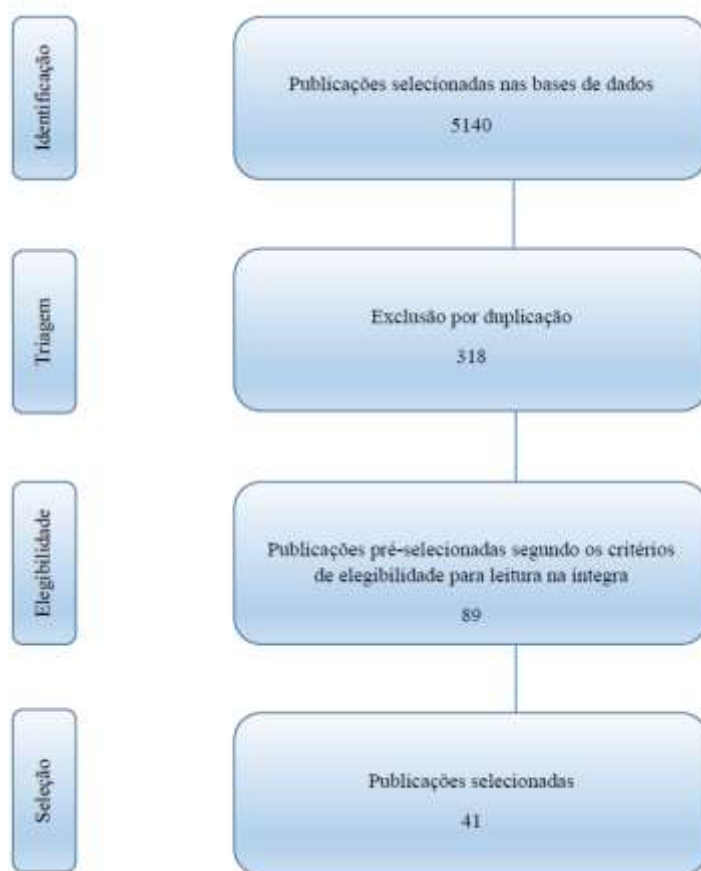 Identificação
Publicações selecionadas nas bases de dados
5140
Triagem
Exclusão por duplicação
318
Elegibilidade
Publicações pré-selecionadas segundo os critérios
de elegibilidade para leitura na íntegra
89
Seleção
Publicações selecionadas
41